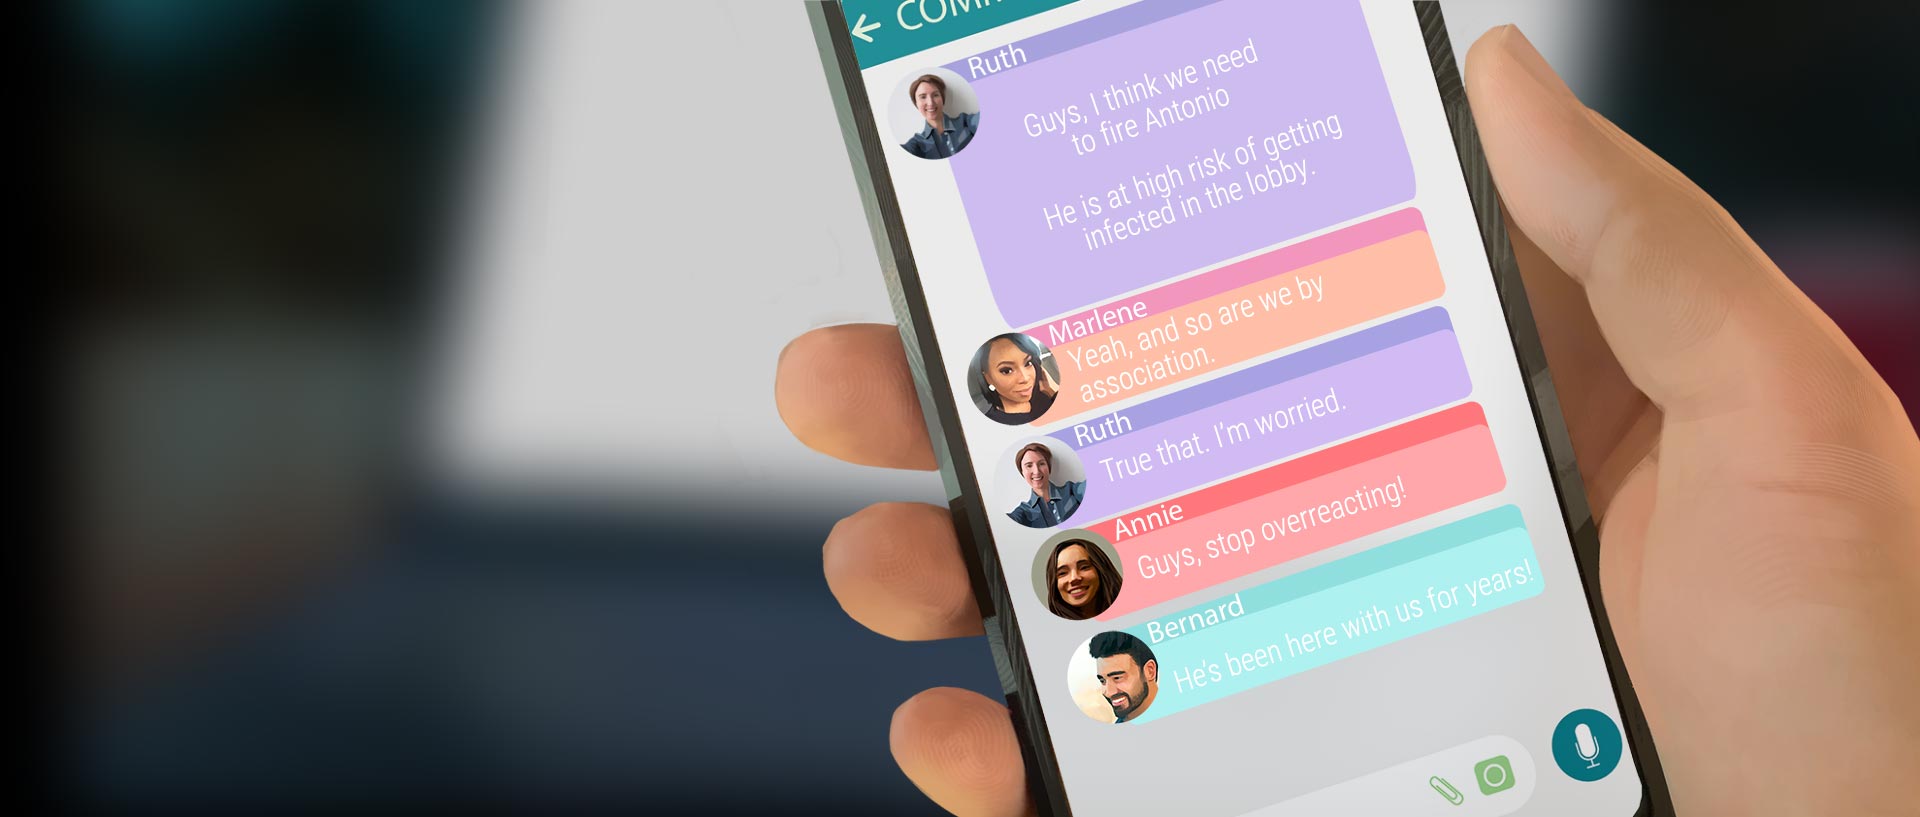 Ruth
Guys, I think we need
to fire Antonio
He is at high risk of getting
infected in the lobby.
Marlene
Yeah, and so are we by
association.
Ruth
True that. I'm worried.
Annie
Guys, stop overreacting!
Bernard
He's been here with us for years!